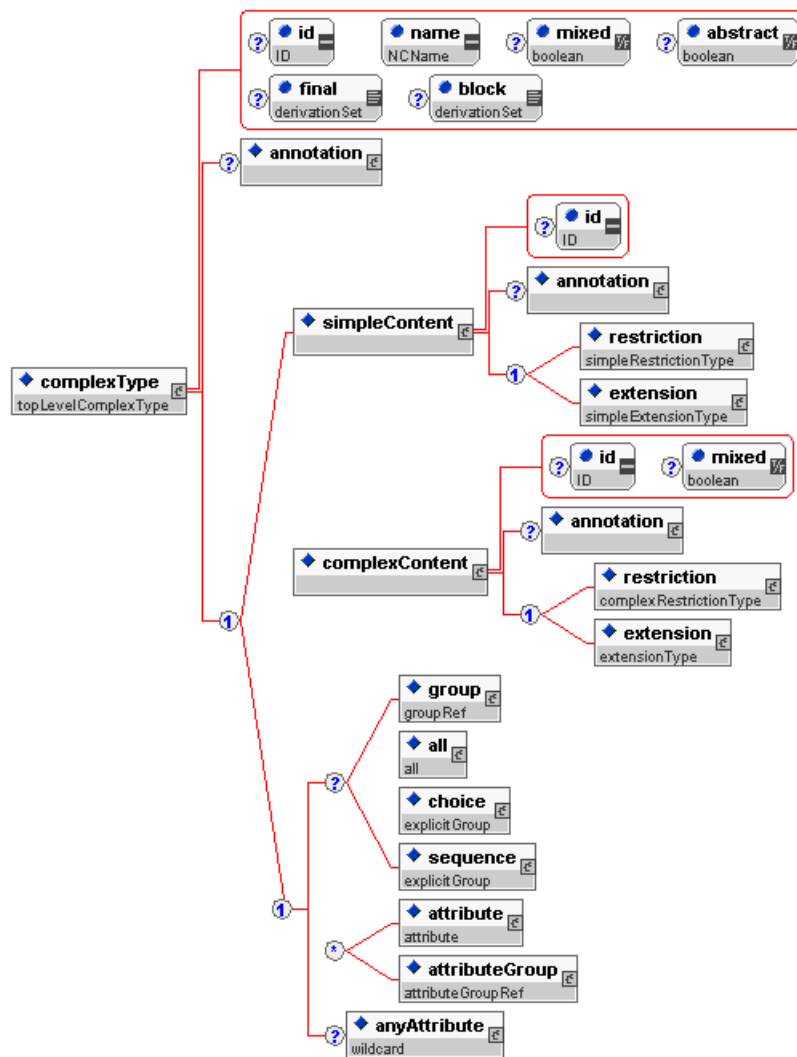 ? id name ? mixed ? abstract
ID NCName boolean boolean
? final ? block
derivationSet derivationSet
? annotation
? id
ID
? annotation
simpleContent
restriction
simpleRestrictionType
1
extension
simpleExtensionType
complexType
topLevelComplexType
? id ? mixed
ID boolean
? annotation
complexContent
restriction
complexRestrictionType
1
extension
extensionType
1
group
groupRef
all
all
?
choice
explicitGroup
sequence
explicitGroup
1
attribute
attribute
*
attributeGroup
attributeGroupRef
? anyAttribute
wildcard